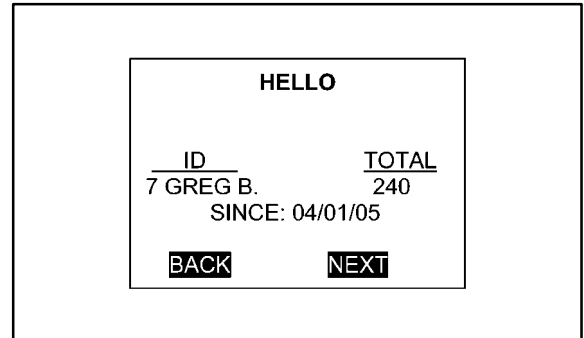 HELLO
ID TOTAL
7 GREG B. 240
SINCE: 04/01/05
BACK NEXT